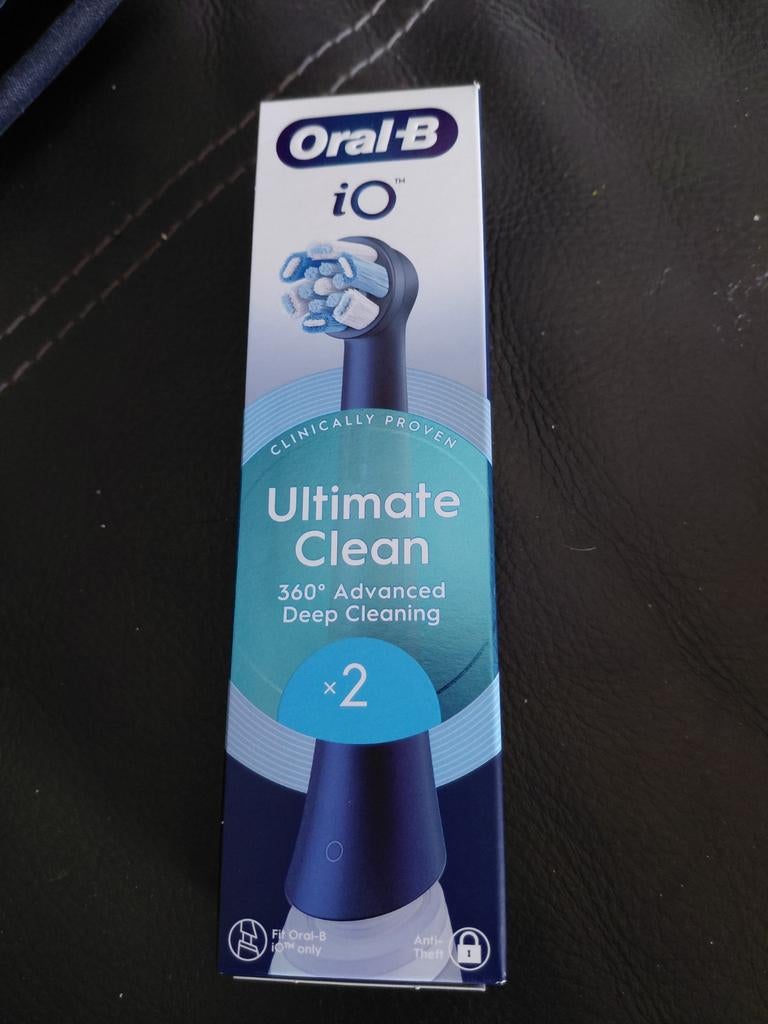 Oral-B
iO™
CLINICALLY PROVEN
Ultimate
Clean
360° Advanced
Deep Cleaning
×2
Fit Oral-B
iO™ only
Anti-
Theft